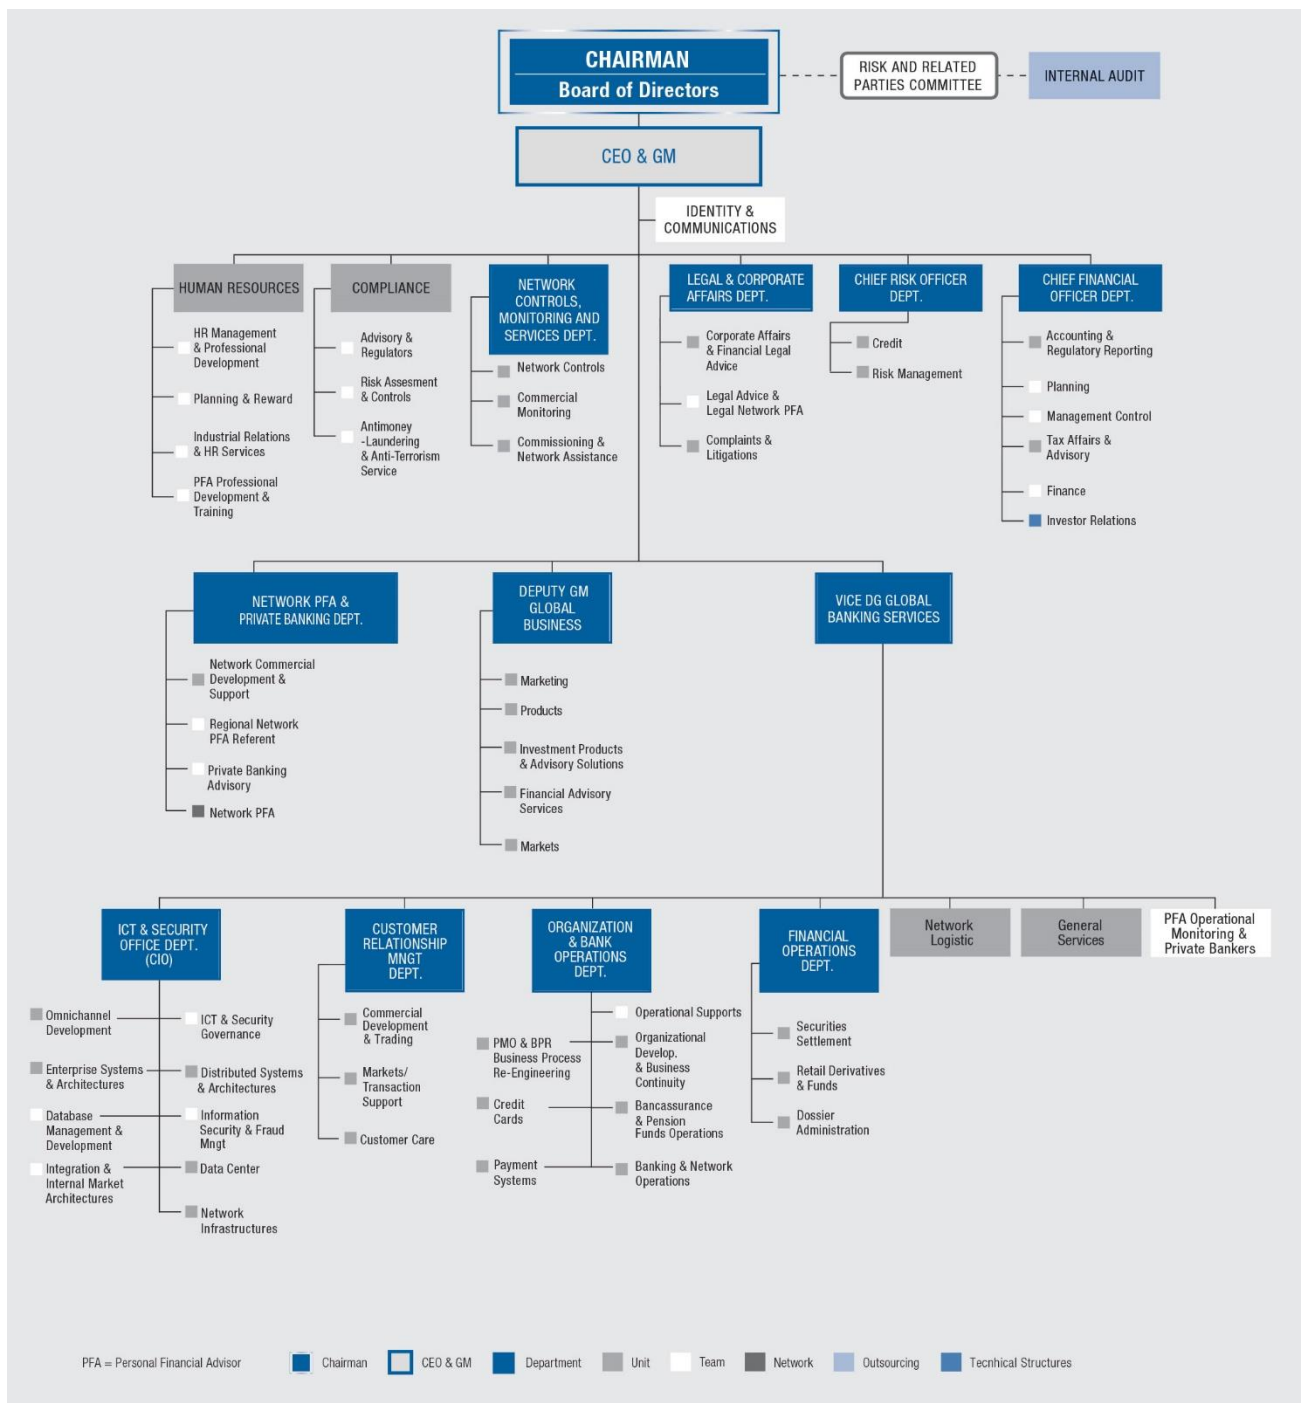 CHAIRMAN
Board of Directors
RISK AND RELATED
PARTIES COMMITTEE
INTERNAL AUDIT
CEO & GM
IDENTITY &
COMMUNICATIONS
HUMAN RESOURCES
HR Management
& Professional
Development
Planning & Reward
Industrial Relations
& HR Services
PFA Professional
Development &
Training
COMPLIANCE
Advisory &
Regulators
Risk Assesment
& Controls
Antimoney
-Laundering
& Anti-Terrorism
Service
NETWORK
CONTROLS,
MONITORING AND
SERVICES DEPT.
Network Controls
Commercial
Monitoring
Commissioning &
Network Assistance
LEGAL & CORPORATE
AFFAIRS DEPT.
Corporate Affairs
& Financial Legal
Advice
Legal Advice &
Legal Network PFA
Complaints &
Litigations
CHIEF RISK OFFICER
DEPT.
Credit
Risk Management
CHIEF FINANCIAL
OFFICER DEPT.
Accounting &
Regulatory Reporting
Planning
Management Control
Tax Affairs &
Advisory
Finance
Investor Relations
NETWORK PFA &
PRIVATE BANKING DEPT.
Network Commercial
Development &
Support
Regional Network
PFA Referent
Private Banking
Advisory
Network PFA
DEPUTY GM
GLOBAL
BUSINESS
Marketing
Products
Investment Products
& Advisory Solutions
Financial Advisory
Services
Markets
VICE DG GLOBAL
BANKING SERVICES
ICT & SECURITY
OFFICE DEPT.
(CIO)
Omnichannel
Development
ICT & Security
Governance
Enterprise Systems
& Architectures
Distributed Systems
& Architectures
Database
Management &
Development
Information
Security & Fraud
Mngt
Integration &
Internal Market
Architectures
Data Center
Network
Infrastructures
CUSTOMER
RELATIONSHIP
MNGT
DEPT.
Commercial
Development
& Trading
Markets/
Transaction
Support
Customer Care
ORGANIZATION
& BANK
OPERATIONS
DEPT.
Operational Supports
PMO & BPR
Business Process
Re-Engineering
Organizational
Develop.
& Business
Continuity
Credit
Cards
Bancassurance
& Pension
Funds Operations
Payment
Systems
Banking & Network
Operations
FINANCIAL
OPERATIONS
DEPT.
Securities
Settlement
Retail Derivatives
& Funds
Dossier
Administration
Network
Logistic
General
Services
PFA Operational
Monitoring &
Private Bankers
PFA = Personal Financial Advisor
Chairman
CEO & GM
Department
Unit
Team
Network
Outsourcing
Tecnhical Structures